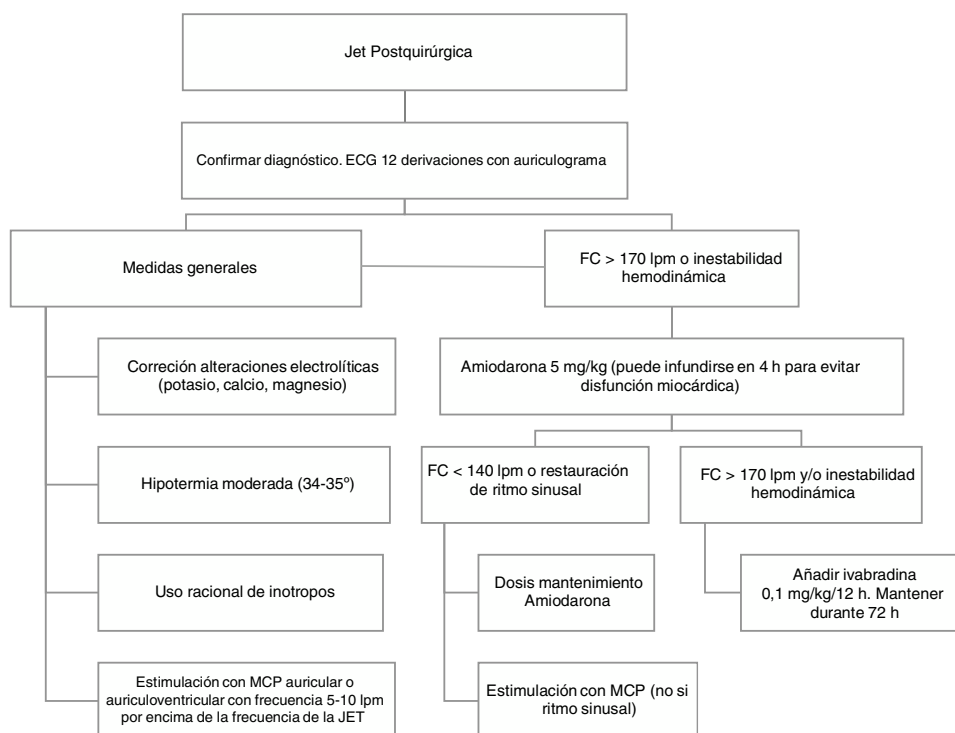 Jet Postquirúrgica
Confirmar diagnóstico. ECG 12 derivaciones con auriculograma
Medidas generales
FC > 170 lpm o inestabilidad
hemodinámica
Correción alteraciones electrolíticas
(potasio, calcio, magnesio)
Amiodarona 5 mg/kg (puede infundirse en 4 h para evitar
disfunción miocárdica)
Hipotermia moderada (34-35º)
FC < 140 lpm o restauración
de ritmo sinusal
FC > 170 lpm y/o inestabilidad
hemodinámica
Uso racional de inotropos
Dosis mantenimiento
Amiodarona
Añadir ivabradina
0,1 mg/kg/12 h. Mantener
durante 72 h
Estimulación con MCP auricular o
auriculoventricular con frecuencia 5-10 lpm
por encima de la frecuencia de la JET
Estimulación con MCP (no si
ritmo sinusal)